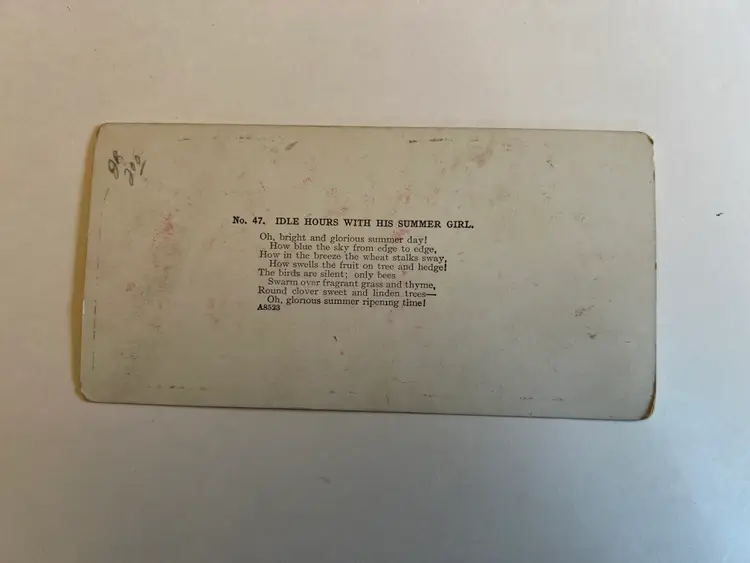 No. 47. IDLE HOURS WITH HIS SUMMER GIRL.
Oh, bright and glorious summer day!
How blue the sky from edge to edge,
How in the breeze the wheat stalks sway,
How swells the fruit on tree and hedge!
The birds are silent; only bees
Swarm over fragrant grass and thyme,
Round clover sweet and linden trees—
Oh, glorious summer ripening time!
A8523